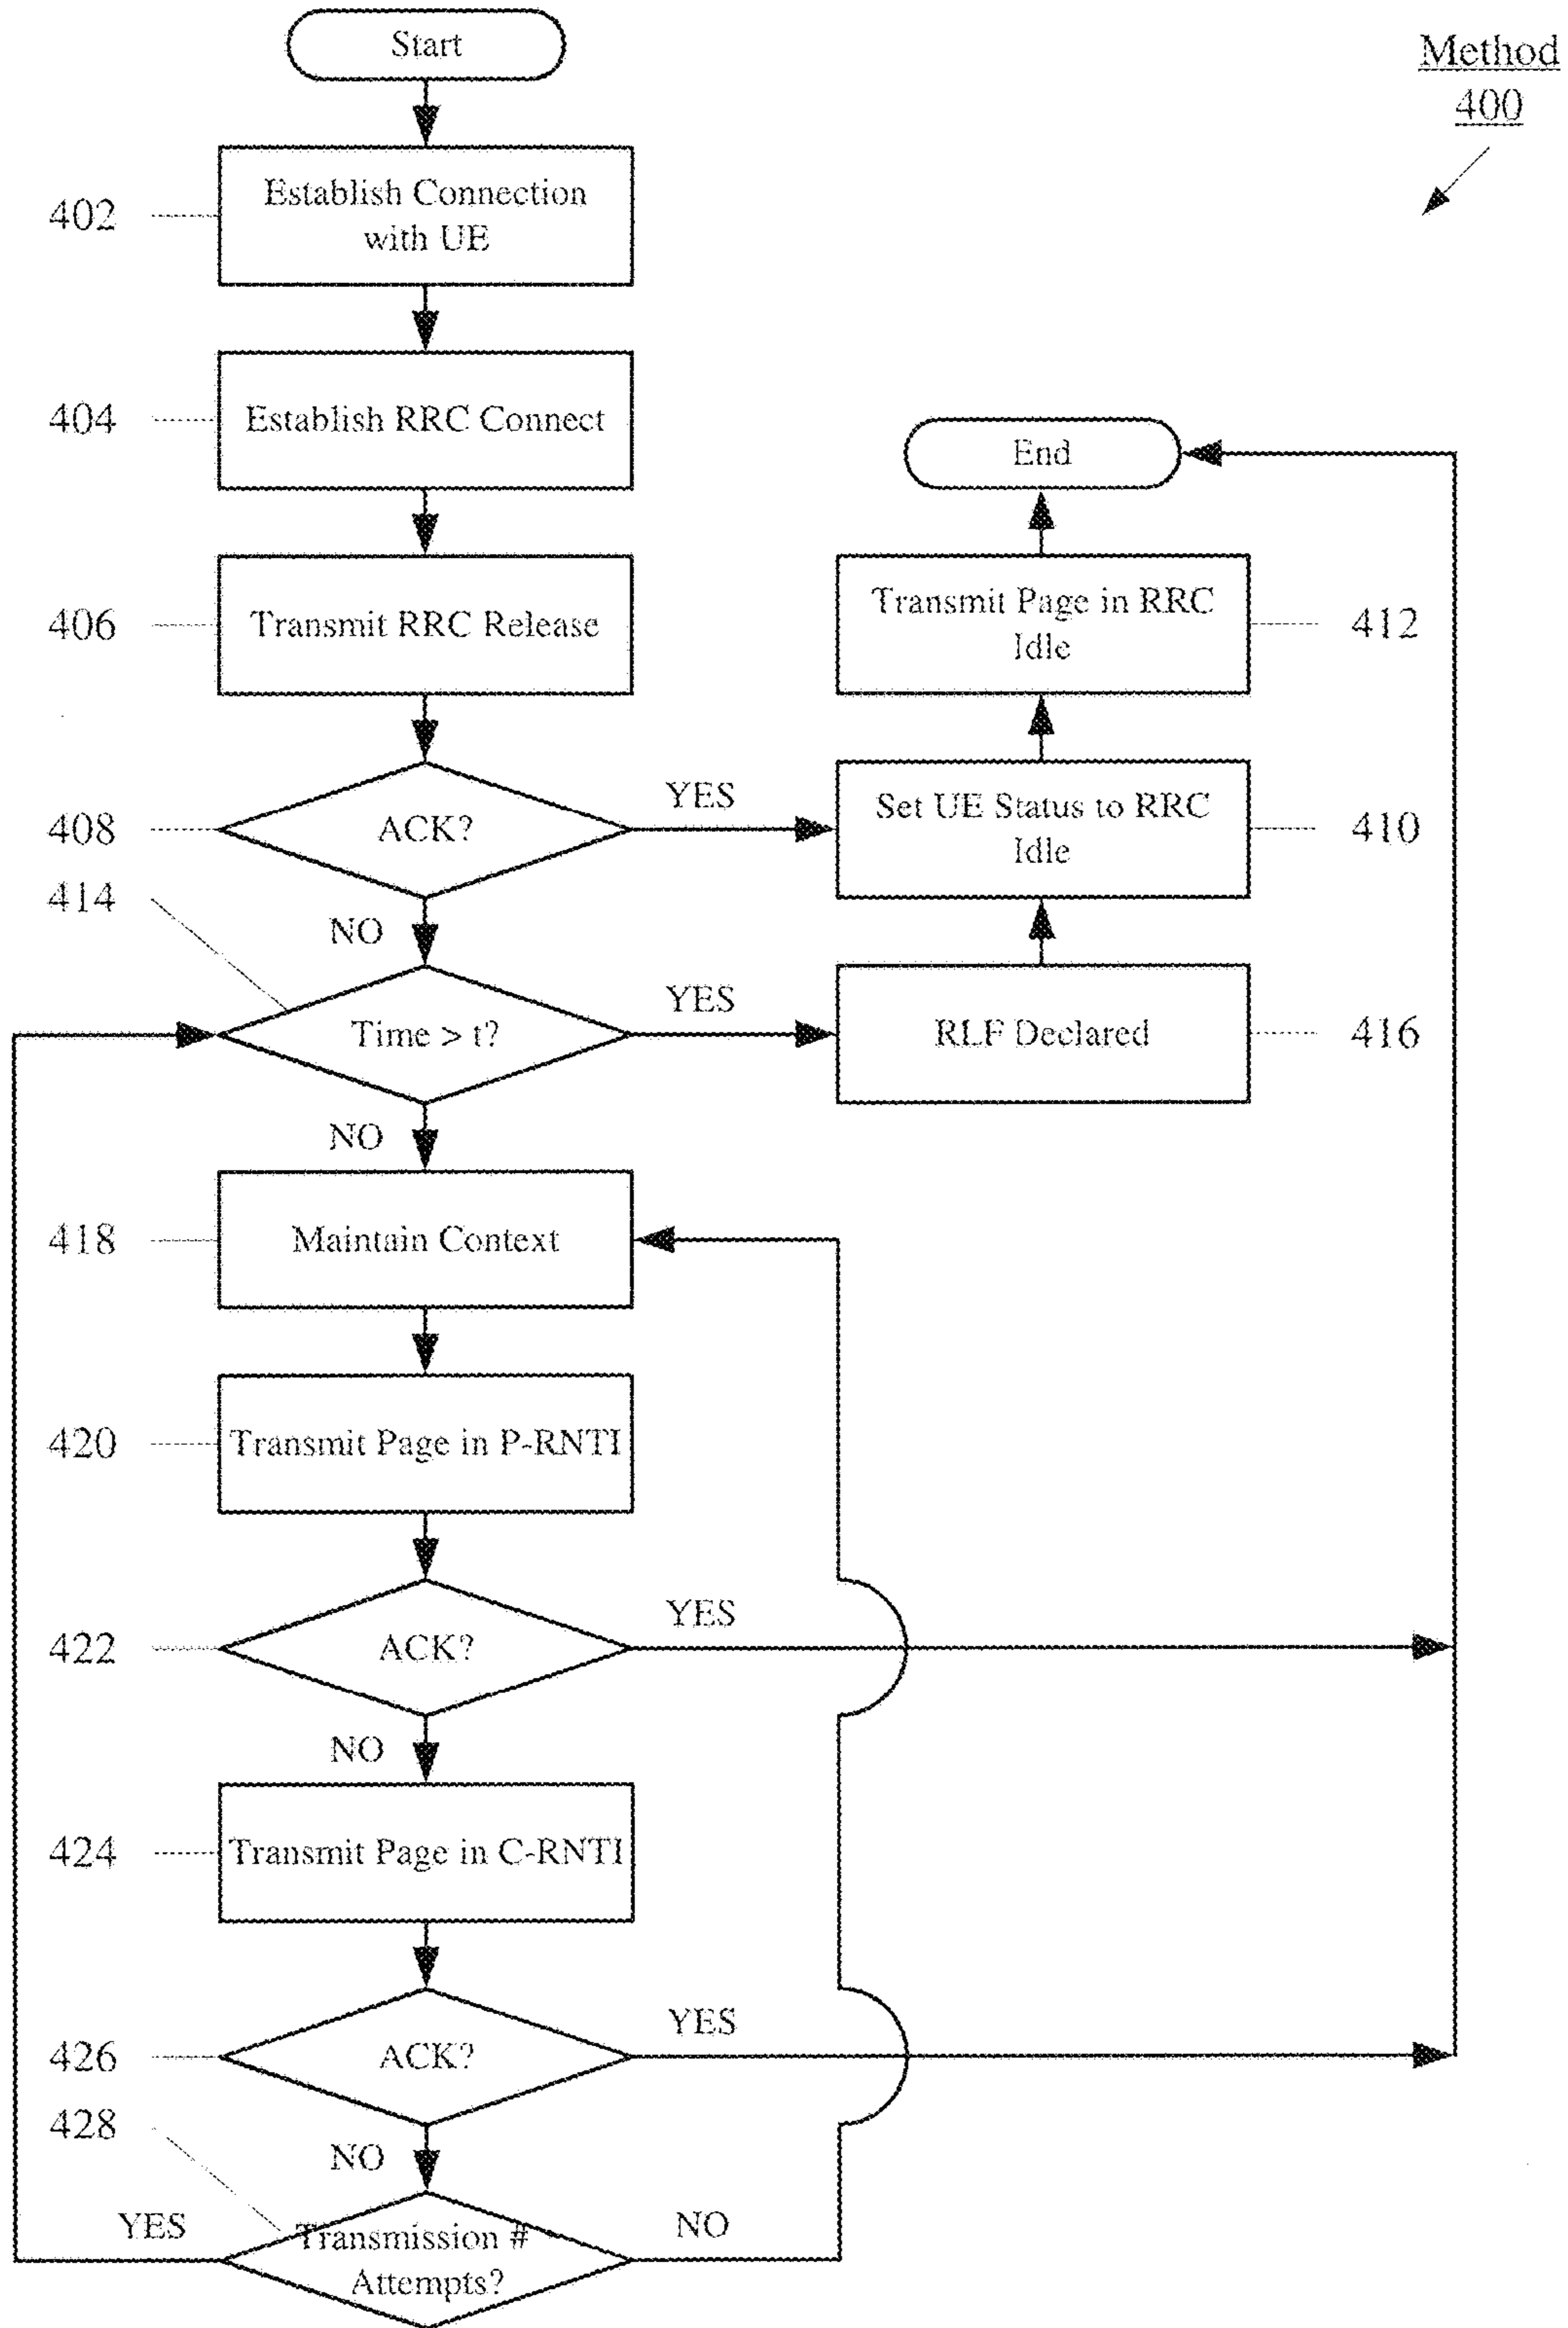 Start
Method
400
402
Establish Connection
with UE
404
Establish RRC Connect
End
406
Transmit RRC Release
Transmit Page in RRC
Idle
412
408
ACK?
YES
Set UE Status to RRC
Idle
410
414
NO
Time > t?
YES
RLF Declared
416
NO
418
Maintain Context
420
Transmit Page in P-RNTI
422
ACK?
YES
NO
424
Transmit Page in C-RNTI
426
ACK?
YES
428
NO
YES
Transmission #
Attempts?
NO